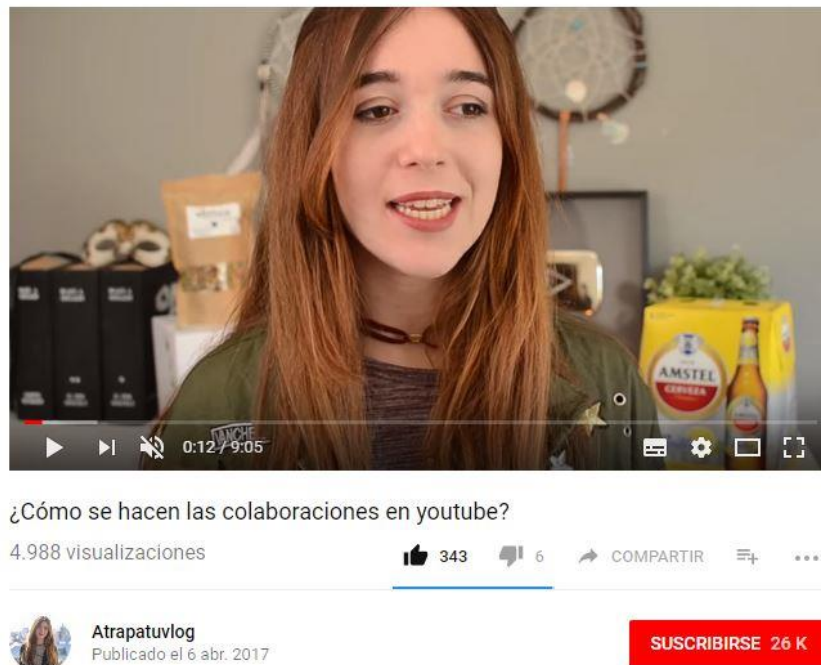 AMSTEL
CERVEZA
0:12 / 9:05
¿Cómo se hacen las colaboraciones en youtube?
4.988 visualizaciones
343
6
COMPARTIR
Atrapatuvlog
Publicado el 6 abr. 2017
SUSCRIBIRSE 26 K